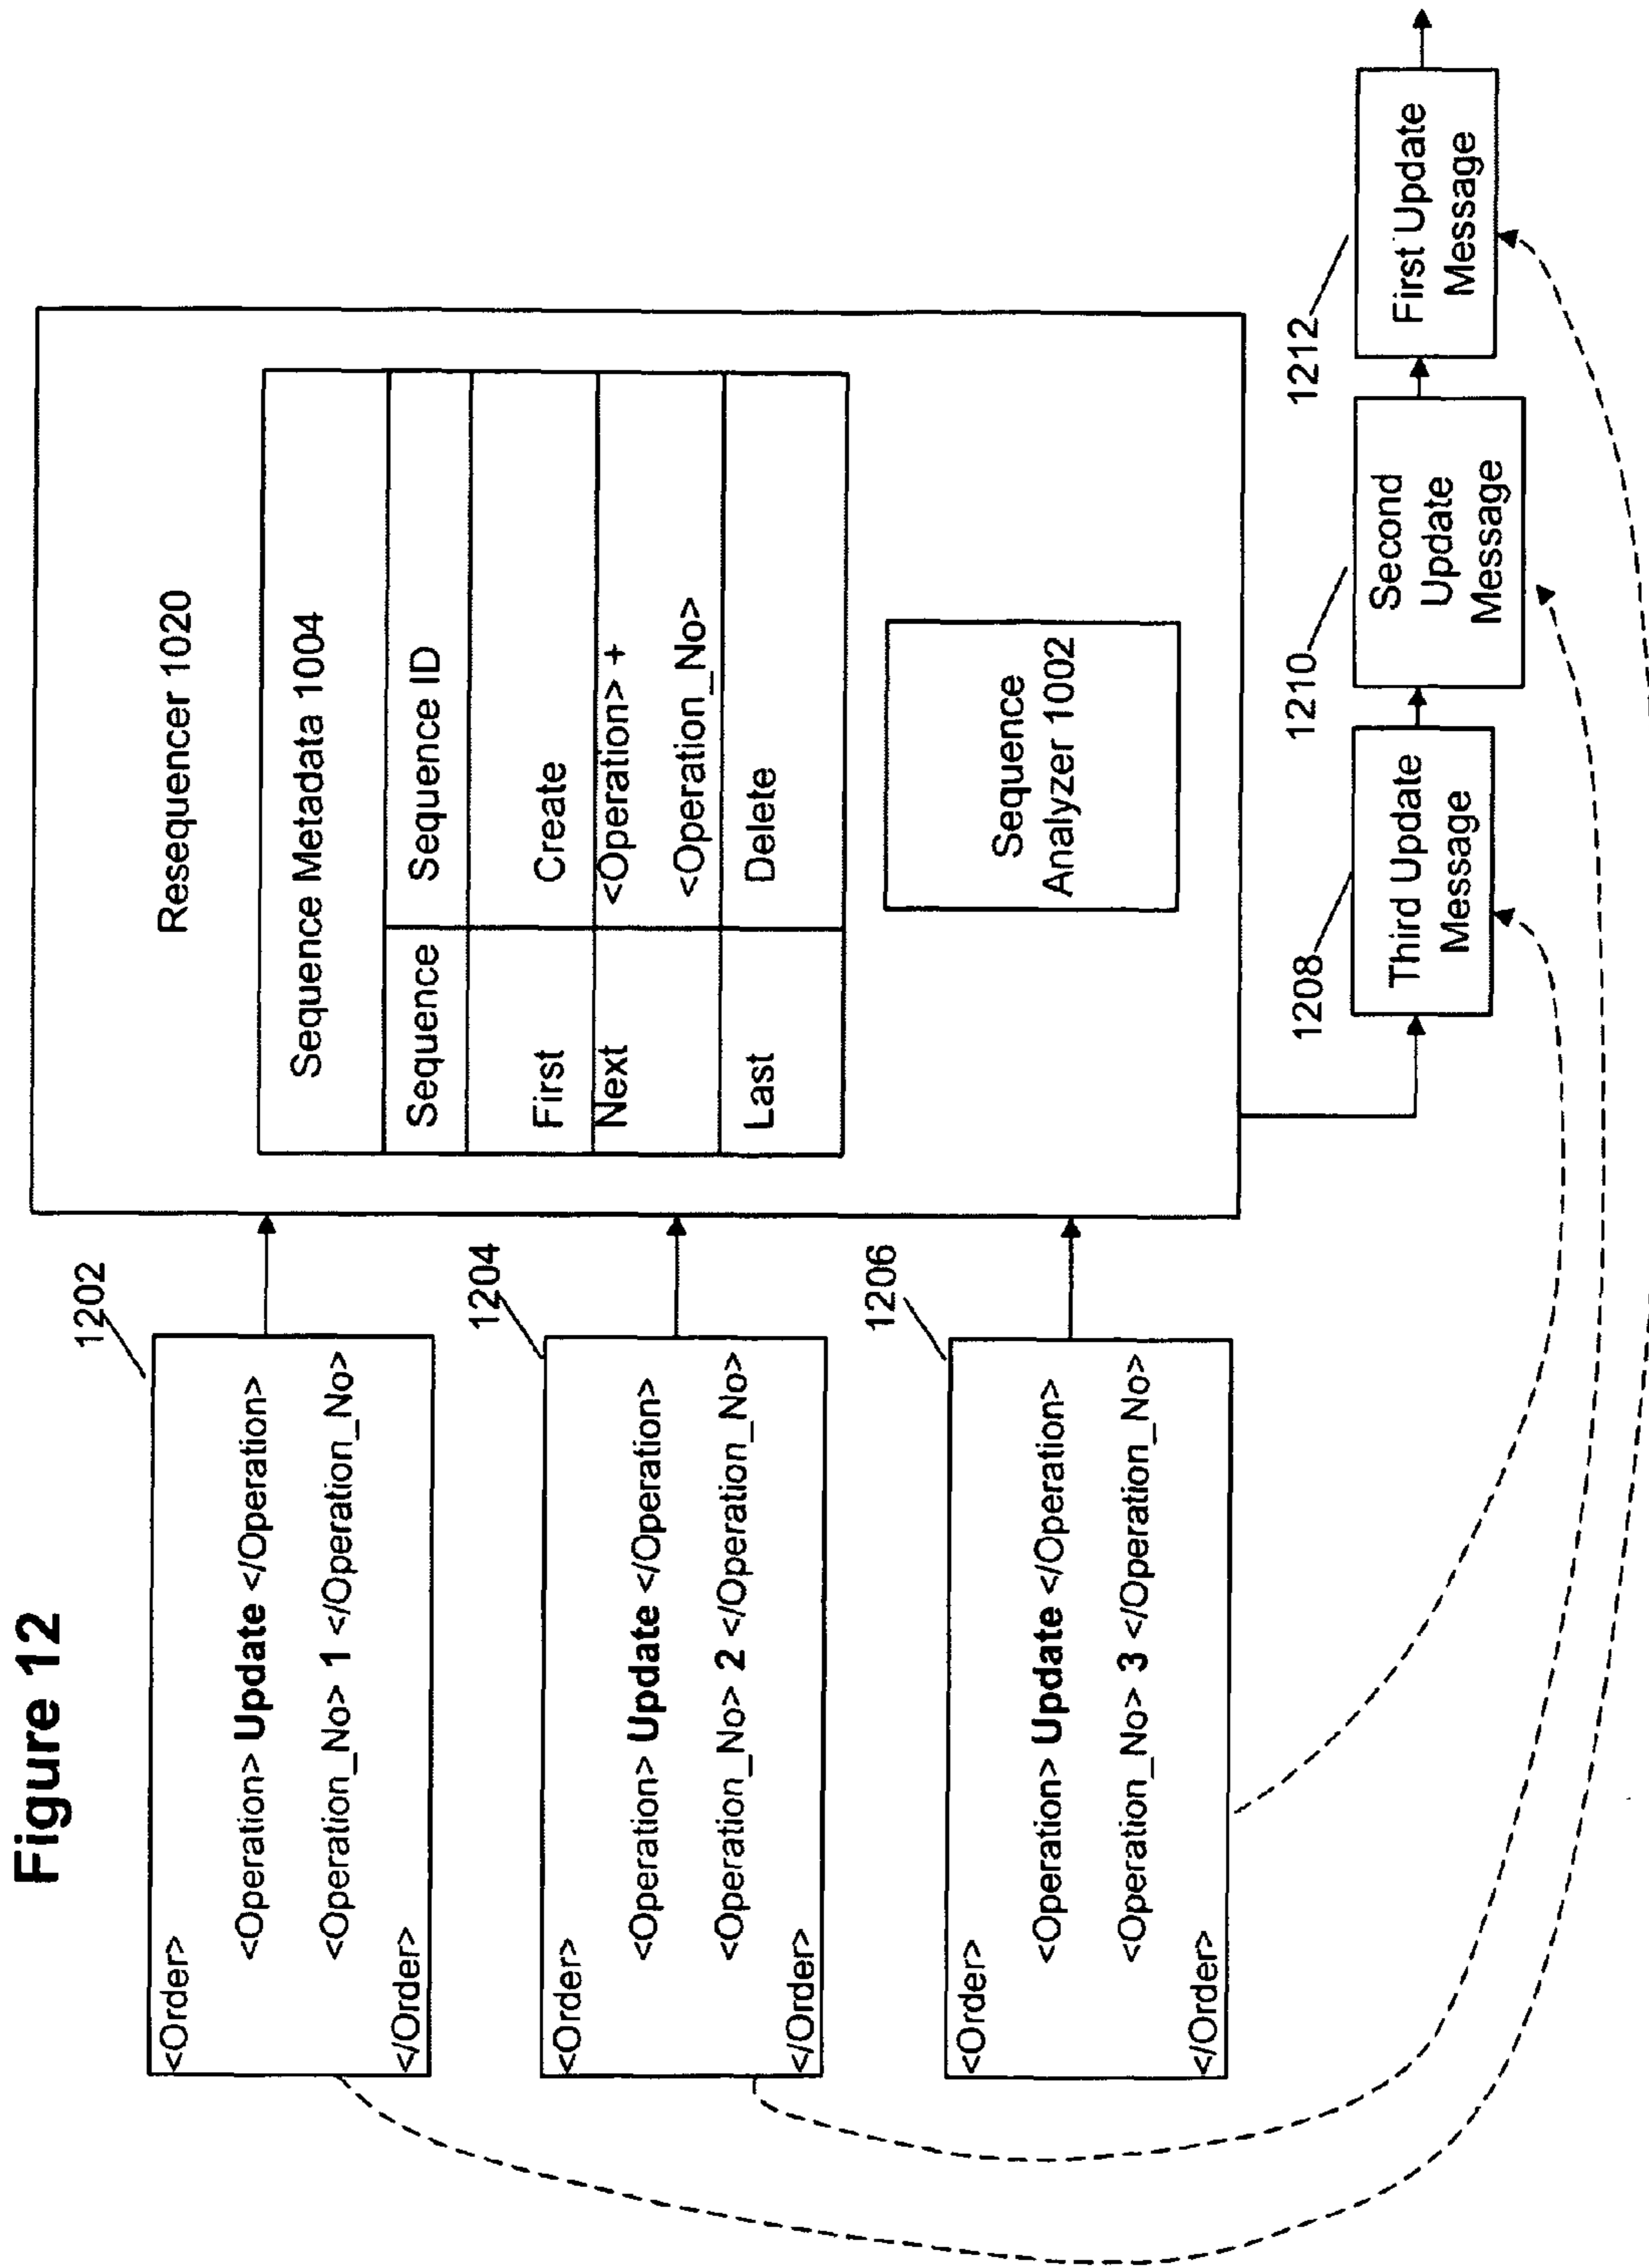 Figure 12
1202
<Order>
<Operation> Update </Operation>
<Operation_No> 1 </Operation_No>
</Order>
1204
<Order>
<Operation> Update </Operation>
<Operation_No> 2 </Operation_No>
</Order>
1206
<Order>
<Operation> Update </Operation>
<Operation_No> 3 </Operation_No>
</Order>
Resequencer 1020
Sequence Metadata 1004
Sequence Sequence ID
First Create
Next <Operation> +
<Operation_No>
Last Delete
Sequence
Analyzer 1002
1208
Third Update
Message
1210
Second
Update
Message
1212
First Update
Message